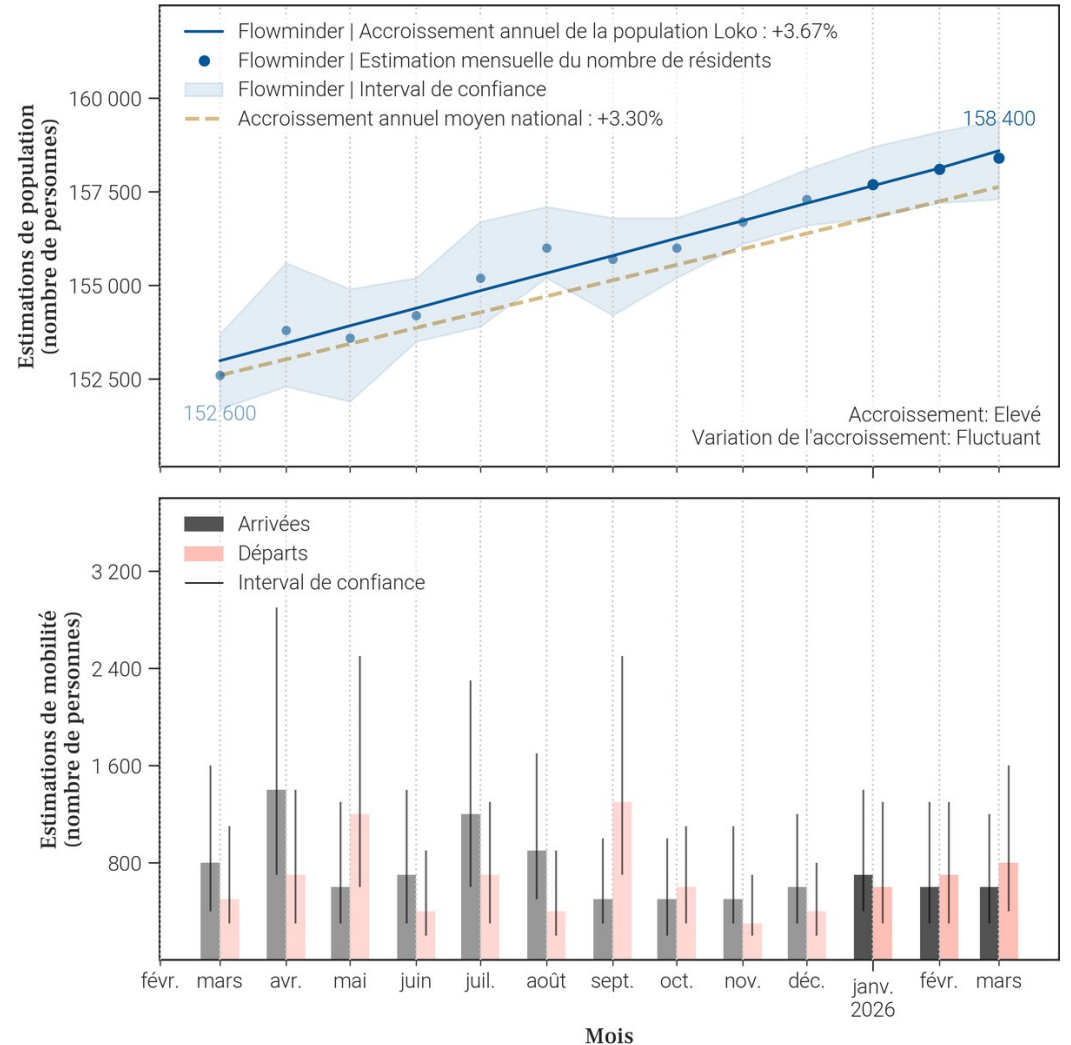 Flowminder | Accroissement annuel de la population Loko : +3.67%
Flowminder | Estimation mensuelle du nombre de résidents
Flowminder | Interval de confiance
Accroissement annuel moyen national : +3.30%
Estimations de population
(nombre de personnes)
160 000
157 500
155 000
152 500
158 400
152 600
Accroissement: Elevé
Variation de l'accroissement: Fluctuant
Arrivées
Départs
Interval de confiance
Estimations de mobilité
(nombre de personnes)
3 200
2 400
1 600
800
févr. mars avr. mai juin juil. août sept. oct. nov. déc. janv. févr. mars
2026
Mois